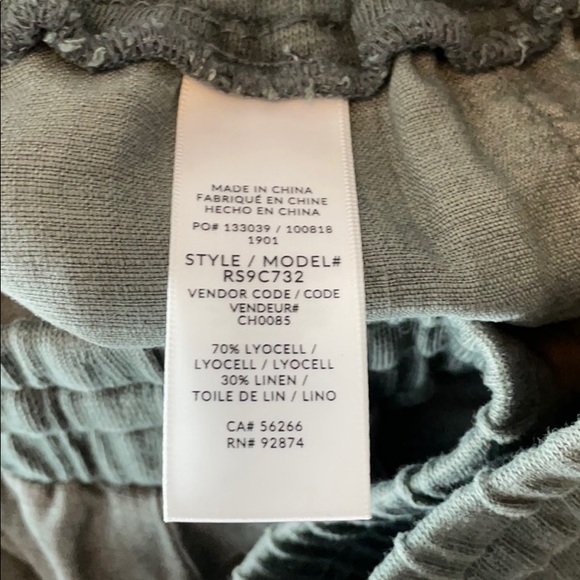 MADE IN CHINA
FABRIQUÉ EN CHINE
HECHO EN CHINA
PO# 133039 / 100818
1901
STYLE / MODEL#
RS9C732
VENDOR CODE / CODE
VENDEUR#
CH0085
70% LYOCELL /
LYOCELL / LYOCELL
30% LINEN /
TOILE DE LIN / LINO
CA# 56266
RN# 92874